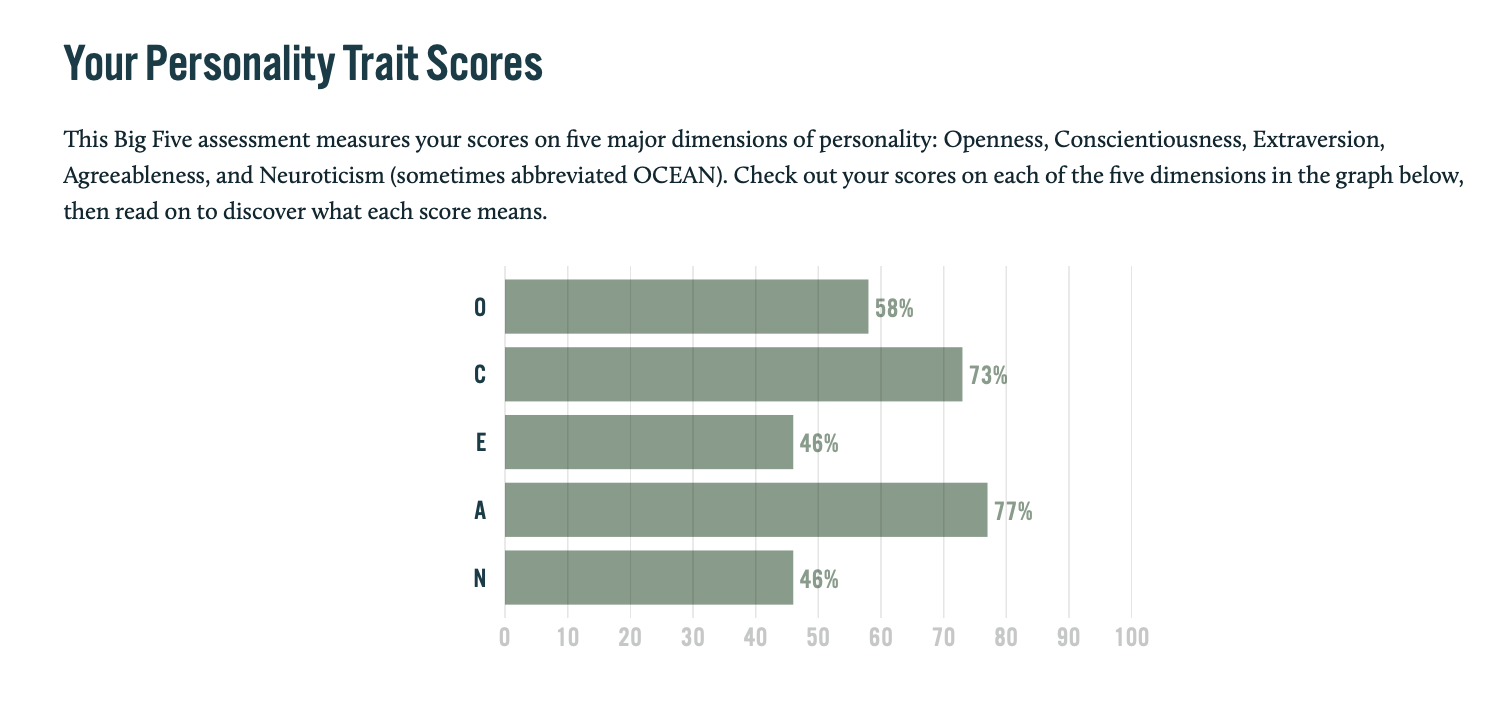 Your Personality Trait Scores
This Big Five assessment measures your scores on five major dimensions of personality: Openness, Conscientiousness, Extraversion,
Agreeableness, and Neuroticism (sometimes abbreviated OCEAN). Check out your scores on each of the five dimensions in the graph below,
then read on to discover what each score means.
O 58%
C 73%
E 46%
A 77%
N 46%
0 10 20 30 40 50 60 70 80 90 100